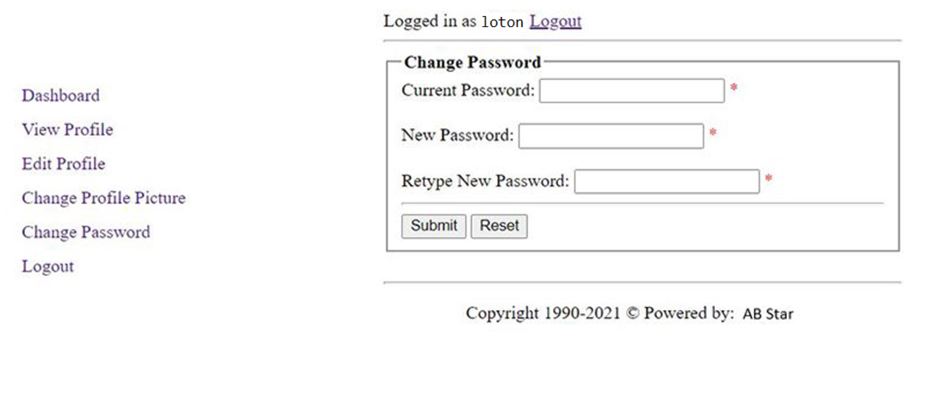 Logged in as loton Logout
Dashboard
View Profile
Edit Profile
Change Profile Picture
Change Password
Logout
Change Password
Current Password: *
New Password: *
Retype New Password: *
Submit Reset
Copyright 1990-2021 © Powered by: AB Star